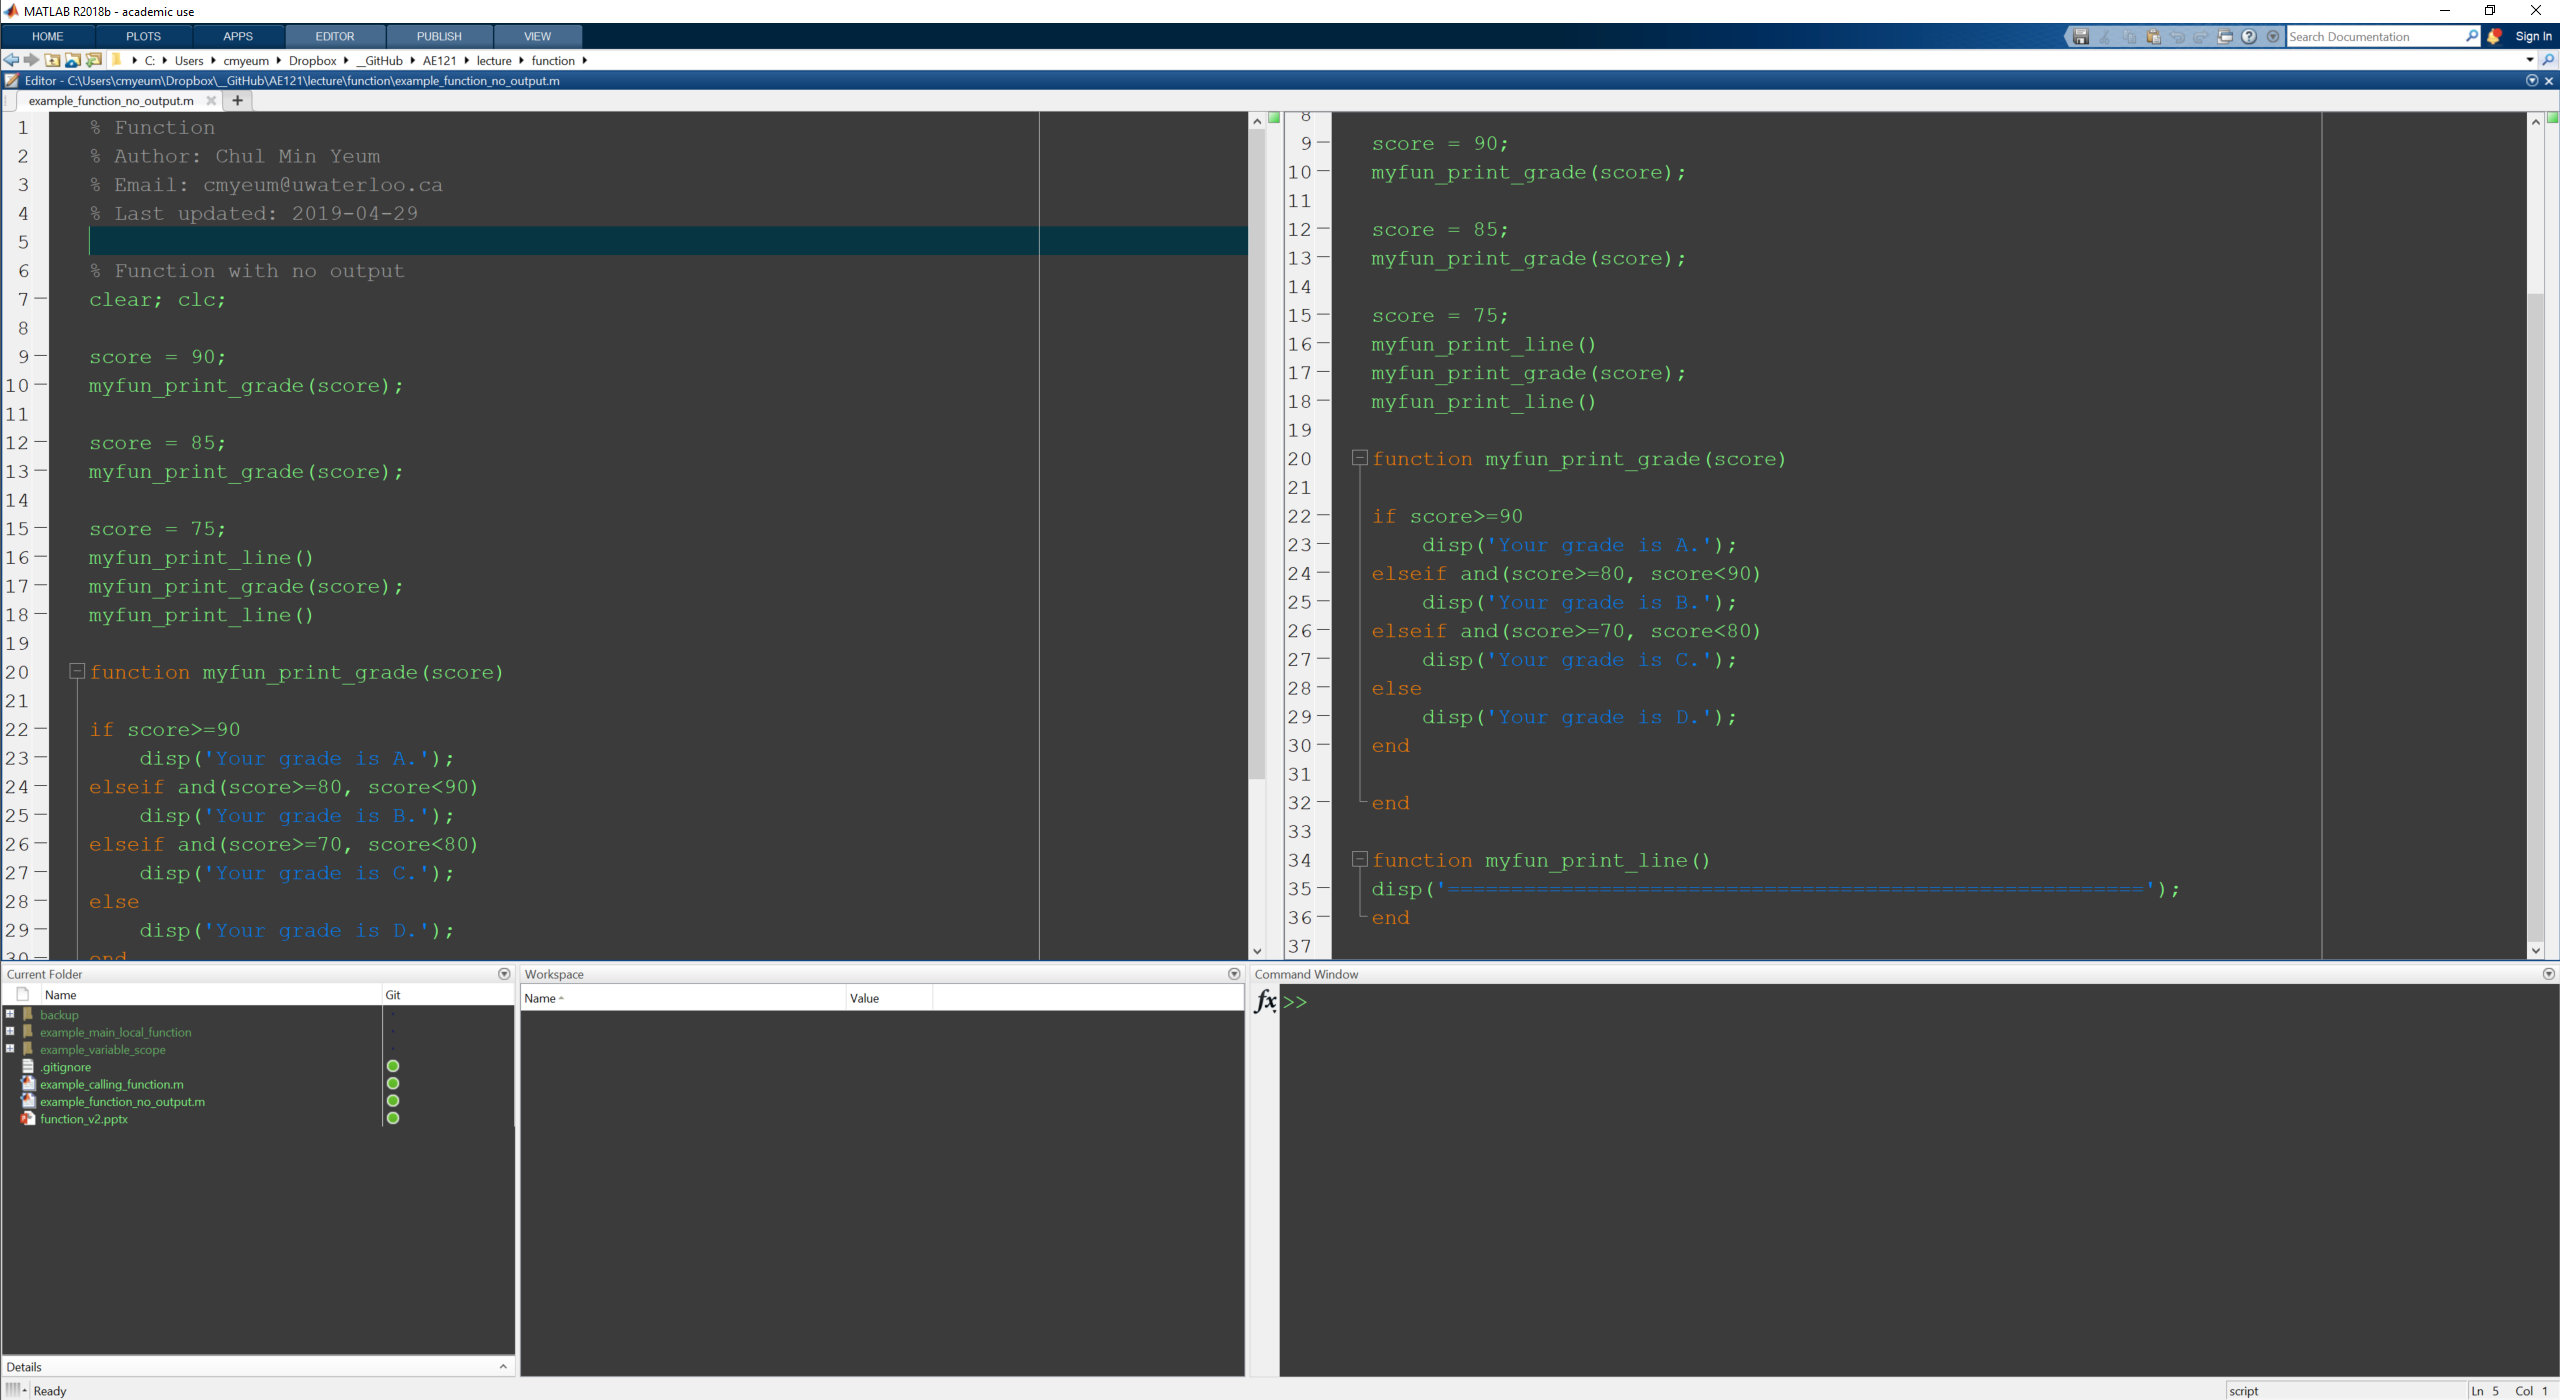 MATLAB R2018b - academic use
HOME PLOTS APPS EDITOR PUBLISH VIEW Search Documentation Sign In
C: Users cmyeum Dropbox __GitHub AE121 lecture function
Editor - C:\Users\cmyeum\Dropbox\__GitHub\AE121\lecture\function\example_function_no_output.m
example_function_no_output.m +
1 % Function
2 % Author: Chul Min Yeum
3 % Email: cmyeum@uwaterloo.ca
4 % Last updated: 2019-04-29
5
6 % Function with no output
7 clear; clc;
8
9 score = 90;
10 myfun_print_grade(score);
11
12 score = 85;
13 myfun_print_grade(score);
14
15 score = 75;
16 myfun_print_line()
17 myfun_print_grade(score);
18 myfun_print_line()
19
20 function myfun_print_grade(score)
21
22 if score>=90
23 disp('Your grade is A.');
24 elseif and(score>=80, score<90)
25 disp('Your grade is B.');
26 elseif and(score>=70, score<80)
27 disp('Your grade is C.');
28 else
29 disp('Your grade is D.');
30 end
8
9 score = 90;
10 myfun_print_grade(score);
11
12 score = 85;
13 myfun_print_grade(score);
14
15 score = 75;
16 myfun_print_line()
17 myfun_print_grade(score);
18 myfun_print_line()
19
20 function myfun_print_grade(score)
21
22 if score>=90
23 disp('Your grade is A.');
24 elseif and(score>=80, score<90)
25 disp('Your grade is B.');
26 elseif and(score>=70, score<80)
27 disp('Your grade is C.');
28 else
29 disp('Your grade is D.');
30 end
31
32 end
33
34 function myfun_print_line()
35 disp('=======================================================');
36 end
37
Current Folder
Name Git
backup
example_main_local_function
example_variable_scope
.gitignore
example_calling_function.m
example_function_no_output.m
function_v2.pptx
Details
Workspace
Name Value
Command Window
fx >>
Ready script Ln 5 Col 1